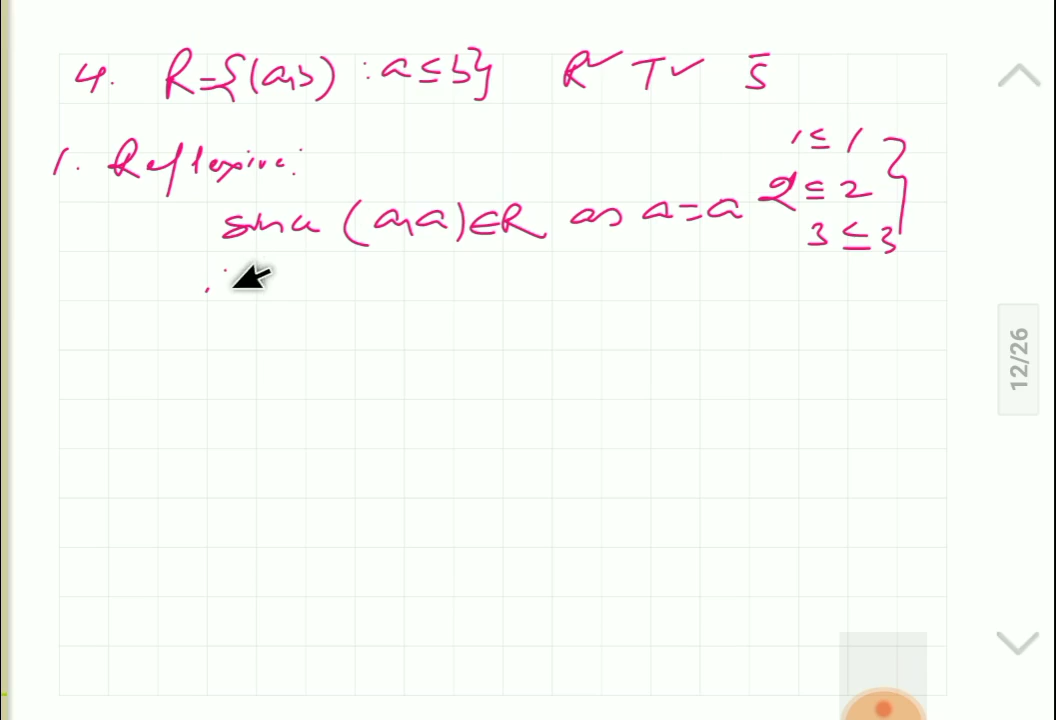 4. R={(a,b) : a ≤ b} R✓ T✓ S̄
1. Reflexive:
1 ≤ 1
since (a,a)∈R as a=a 2 ≤ 2 }
3 ≤ 3
∴
12/26